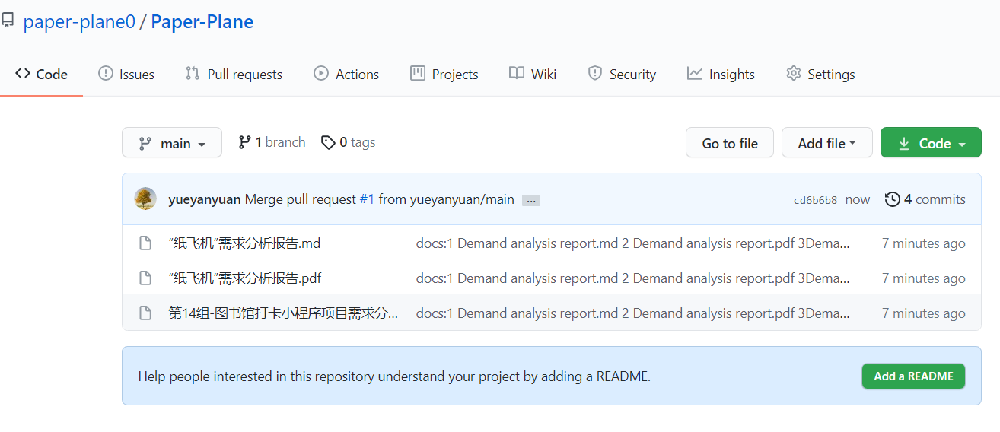 paper-plane0 / Paper-Plane
Code Issues Pull requests Actions Projects Wiki Security Insights Settings
main 1 branch 0 tags Go to file Add file Code
yueyanyuan Merge pull request #1 from yueyanyuan/main ... cd6b6b8 now 4 commits
“纸飞机”需求分析报告.md docs:1 Demand analysis report.md 2 Demand analysis report.pdf 3Dema... 7 minutes ago
“纸飞机”需求分析报告.pdf docs:1 Demand analysis report.md 2 Demand analysis report.pdf 3Dema... 7 minutes ago
第14组-图书馆打卡小程序项目需求分... docs:1 Demand analysis report.md 2 Demand analysis report.pdf 3Dema... 7 minutes ago
Help people interested in this repository understand your project by adding a README. Add a README